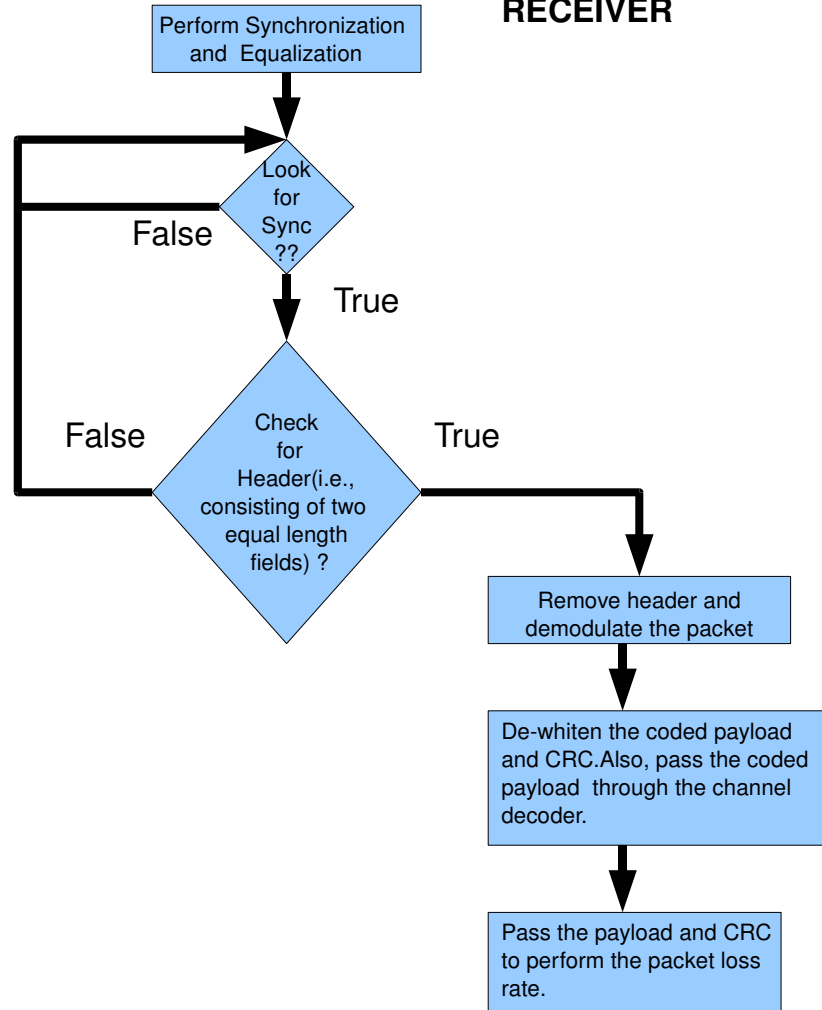 RECEIVER
Perform Synchronization
and Equalization
Look
for
Sync
??
False
True
False
True
Check
for
Header(i.e.,
consisting of two
equal length
fields) ?
Remove header and
demodulate the packet
De-whiten the coded payload
and CRC.Also, pass the coded
payload through the channel
decoder.
Pass the payload and CRC
to perform the packet loss
rate.